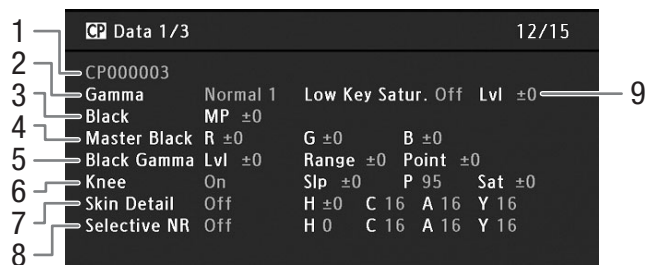 CP Data 1/3 12/15
1 CP000003
2 Gamma Normal 1 Low Key Satur. Off Lvl ±0 9
3 Black MP ±0
4 Master Black R ±0 G ±0 B ±0
5 Black Gamma Lvl ±0 Range ±0 Point ±0
6 Knee On Slp ±0 P 95 Sat ±0
7 Skin Detail Off H ±0 C 16 A 16 Y 16
8 Selective NR Off H 0 C 16 A 16 Y 16